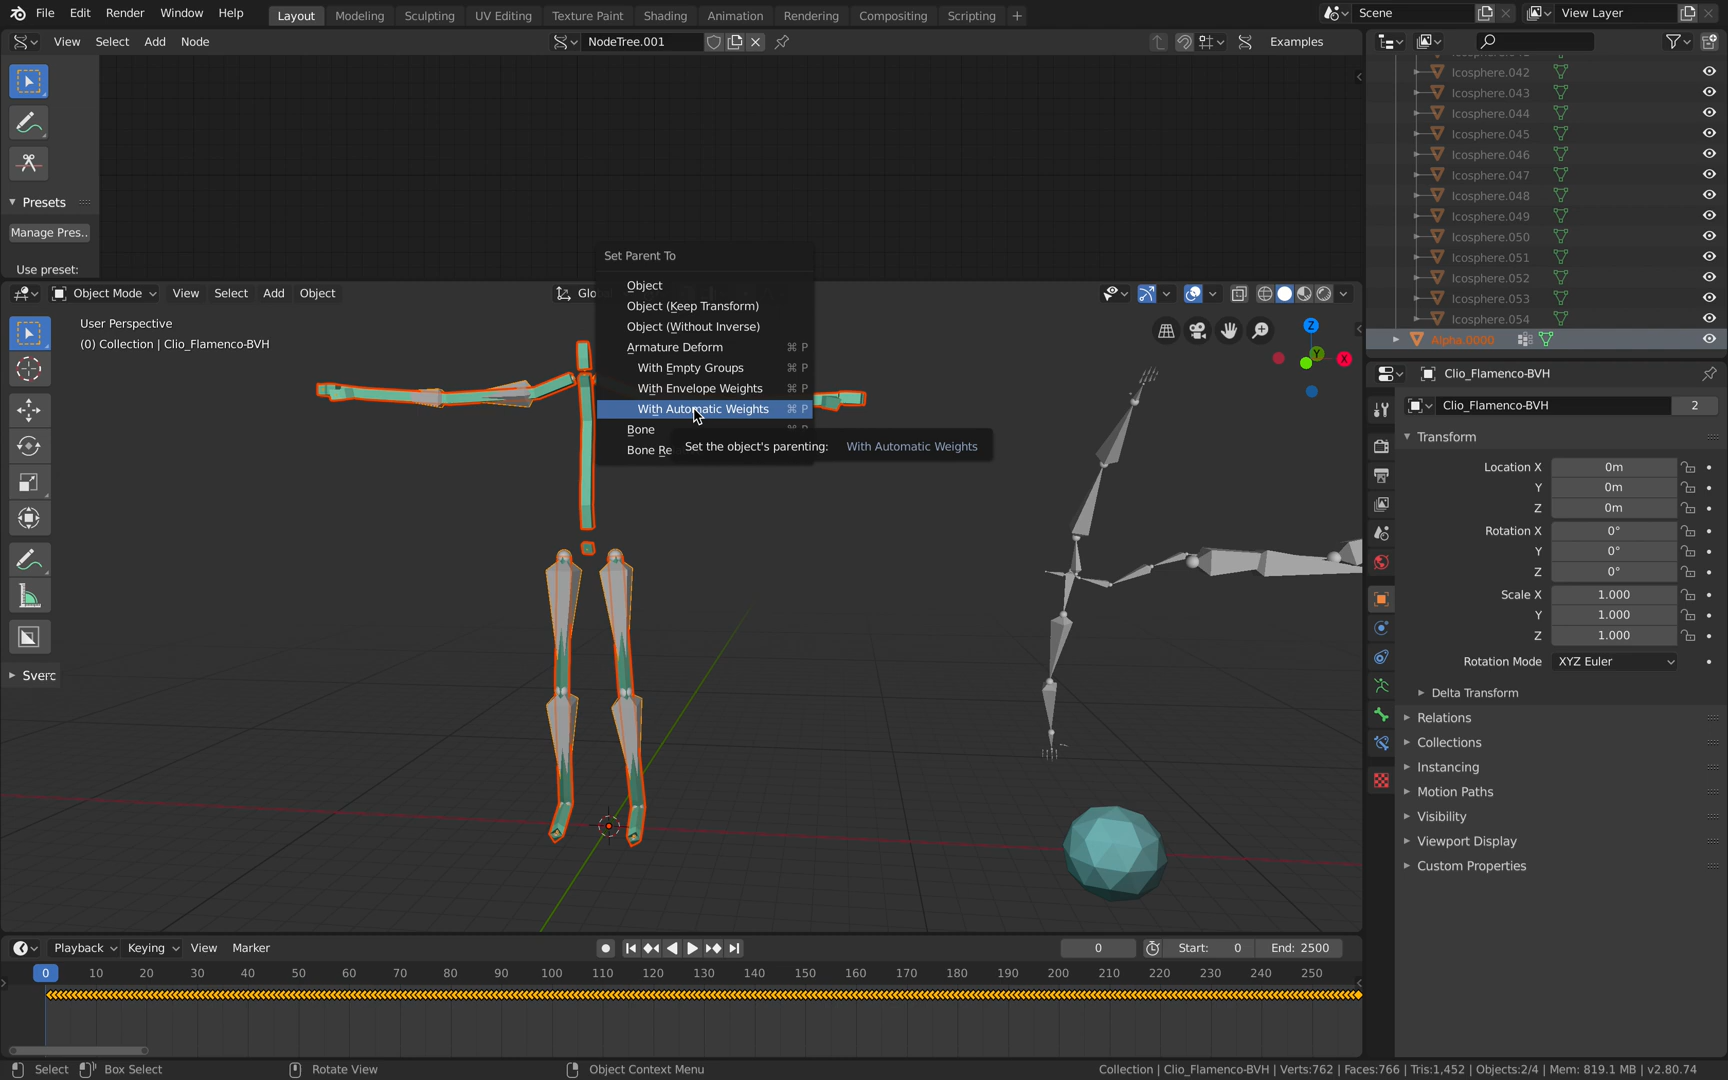 File Edit Render Window Help Layout Modeling Sculpting UV Editing Texture Paint Shading Animation Rendering Compositing Scripting + Scene View Layer
View Select Add Node NodeTree.001 Examples
Icosphere.042
Icosphere.043
Icosphere.044
Icosphere.045
Icosphere.046
Icosphere.047
Icosphere.048
Icosphere.049
Icosphere.050
Icosphere.051
Icosphere.052
Icosphere.053
Icosphere.054
Alpha.0000
Presets
Manage Pres..
Use preset:
Object Mode View Select Add Object Glob
User Perspective
(0) Collection | Clio_Flamenco-BVH
Set Parent To
Object
Object (Keep Transform)
Object (Without Inverse)
Armature Deform ⌘ P
With Empty Groups ⌘ P
With Envelope Weights ⌘ P
With Automatic Weights ⌘ P
Bone ⌘ P
Bone Re
Set the object's parenting: With Automatic Weights
Z
Y
X
Sverc
Clio_Flamenco-BVH
Clio_Flamenco-BVH 2
Transform
Location X 0m
Y 0m
Z 0m
Rotation X 0°
Y 0°
Z 0°
Scale X 1.000
Y 1.000
Z 1.000
Rotation Mode XYZ Euler
Delta Transform
Relations
Collections
Instancing
Motion Paths
Visibility
Viewport Display
Custom Properties
Playback Keying View Marker 0 Start: 0 End: 2500
0 10 20 30 40 50 60 70 80 90 100 110 120 130 140 150 160 170 180 190 200 210 220 230 240 250
Select Box Select Rotate View Object Context Menu Collection | Clio_Flamenco-BVH | Verts:762 | Faces:766 | Tris:1,452 | Objects:2/4 | Mem: 819.1 MB | v2.80.74